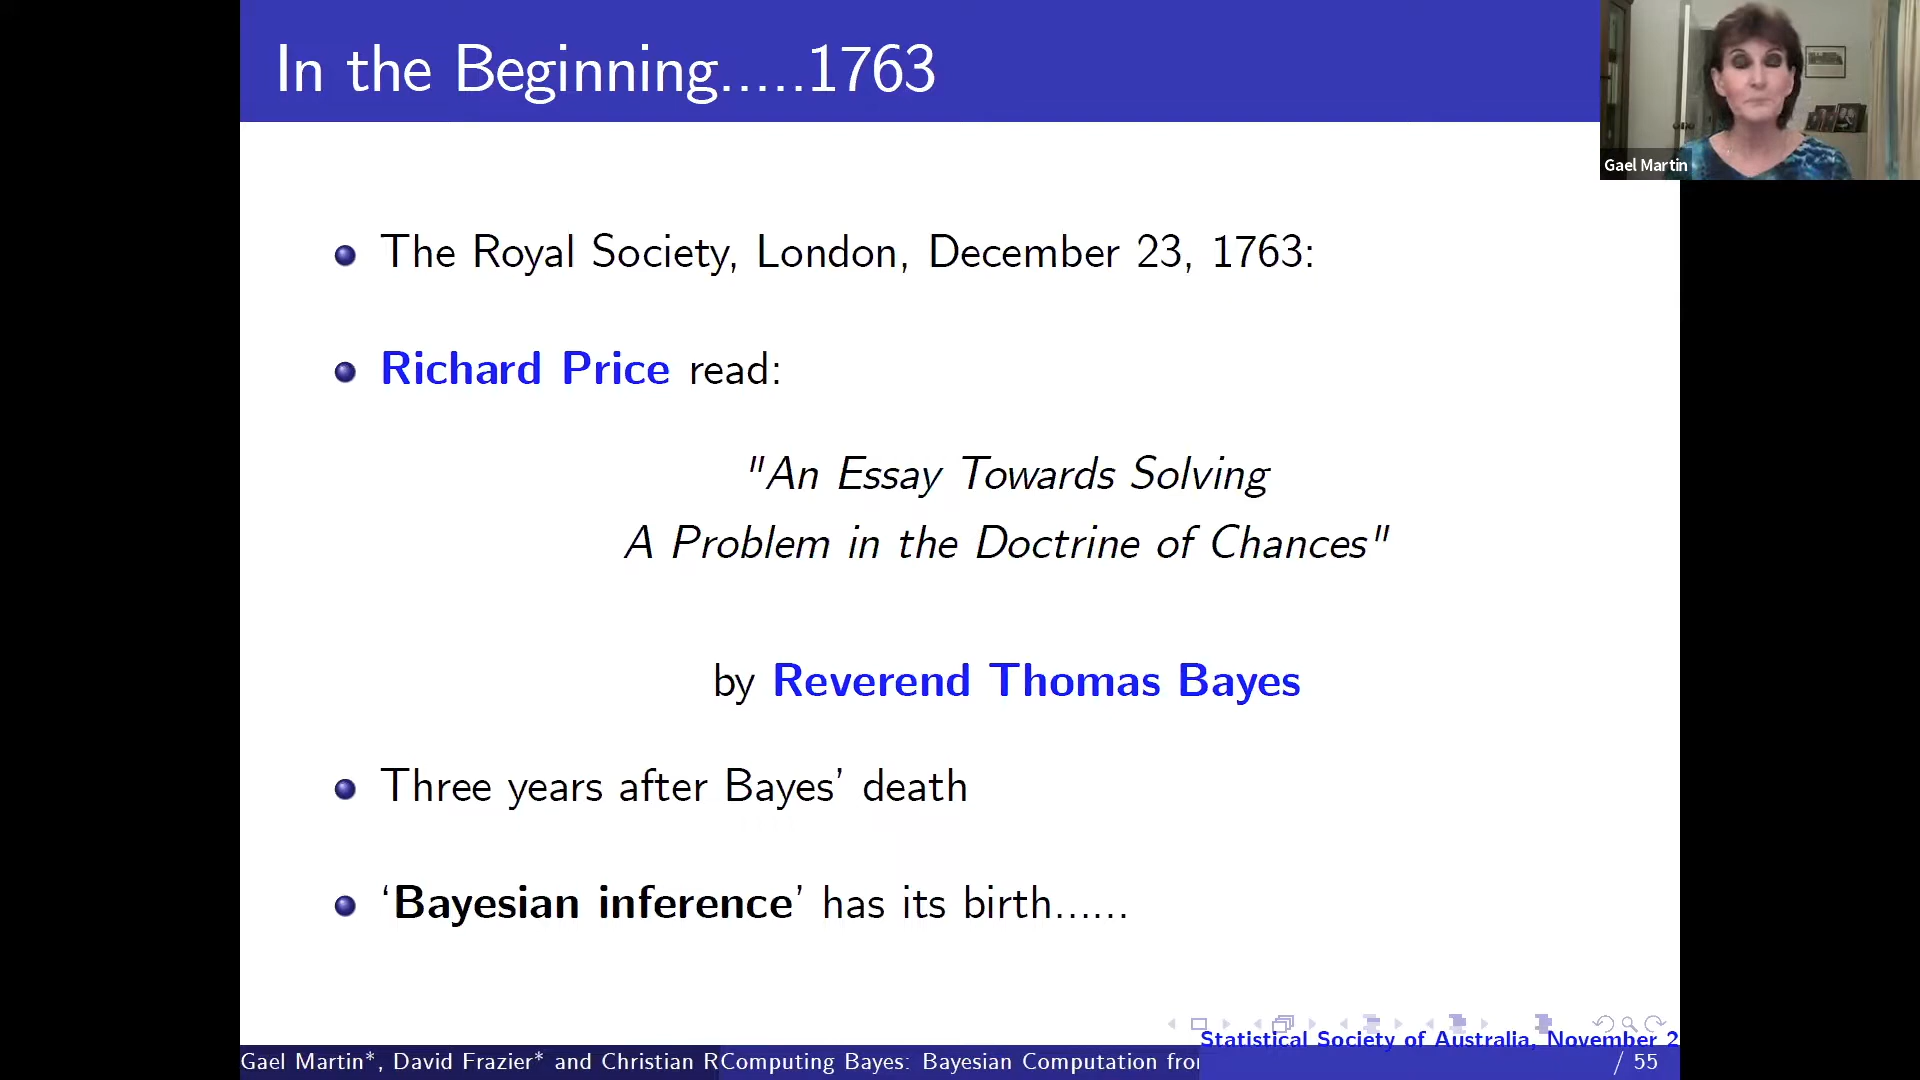 In the Beginning.....1763
Gael Martin
The Royal Society, London, December 23, 1763:
Richard Price read:
"An Essay Towards Solving
A Problem in the Doctrine of Chances"
by Reverend Thomas Bayes
Three years after Bayes' death
‘Bayesian inference’ has its birth......
Statistical Society of Australia, November 2
Gael Martin*, David Frazier* and Christian R
Computing Bayes: Bayesian Computation from
/ 55